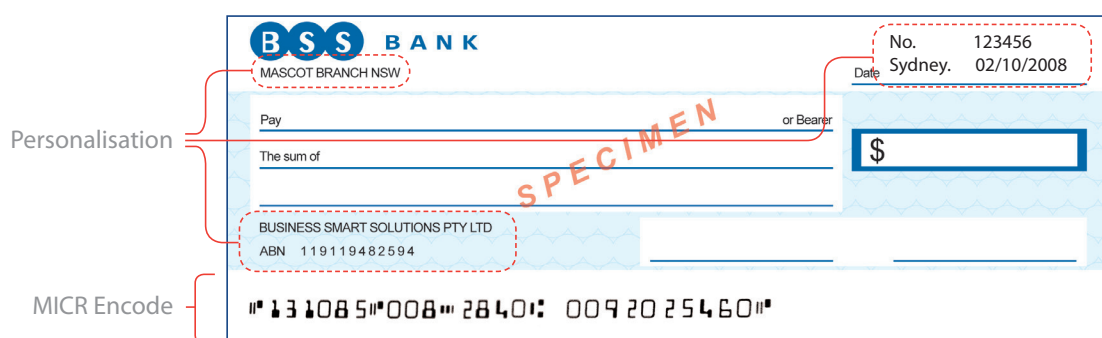 BSS BANK
MASCOT BRANCH NSW
No. 123456
Date Sydney. 02/10/2008
Pay or Bearer
The sum of
$
SPECIMEN
Personalisation
BUSINESS SMART SOLUTIONS PTY LTD
ABN 119119482594
MICR Encode
⑈131085⑈008⑉2840⑆ 0092025460⑈